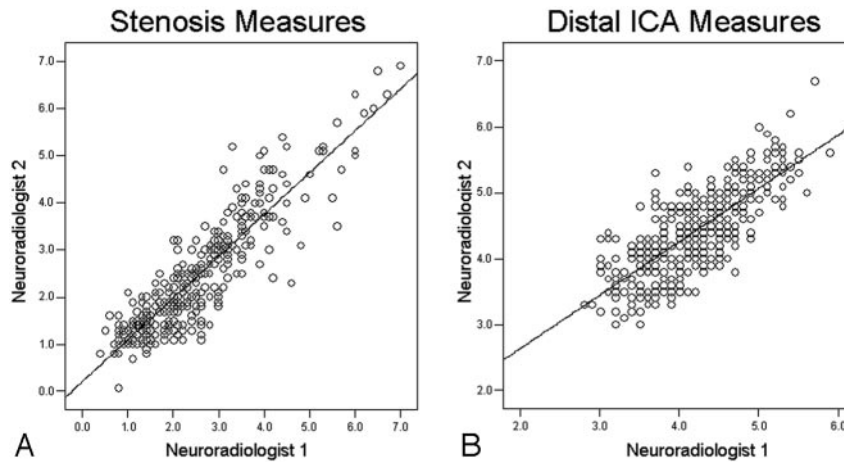 Stenosis Measures
7.0
6.0
5.0
4.0
3.0
2.0
1.0
0.0
Neuroradiologist 2
0.0 1.0 2.0 3.0 4.0 5.0 6.0 7.0
Neuroradiologist 1
A
Distal ICA Measures
7.0
6.0
5.0
4.0
3.0
2.0
Neuroradiologist 2
2.0 3.0 4.0 5.0 6.0
Neuroradiologist 1
B